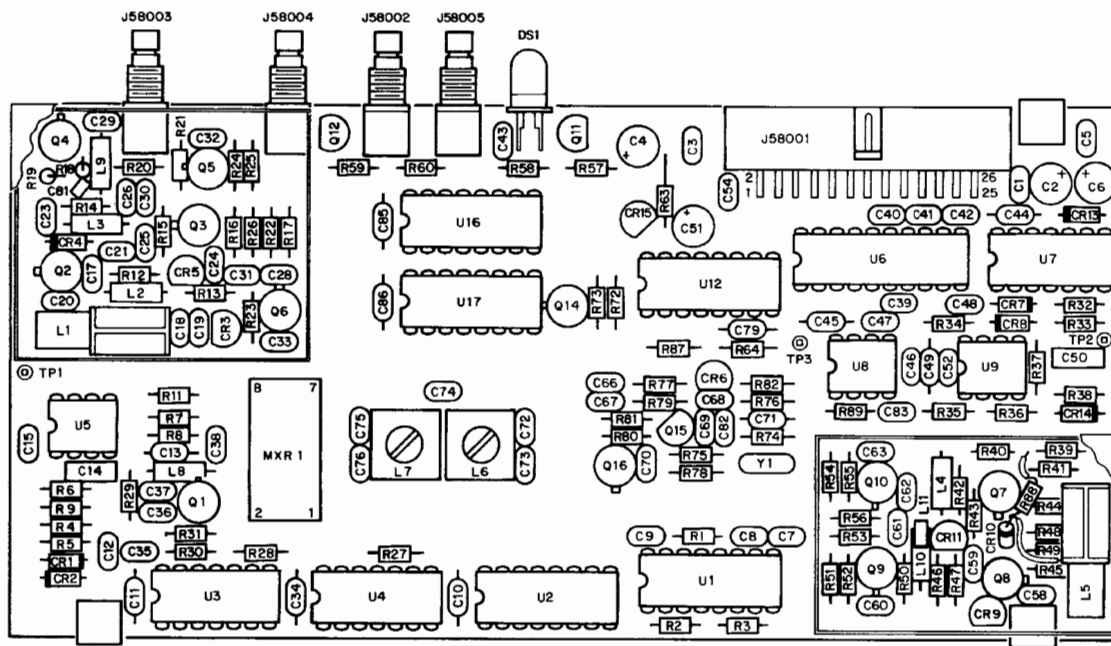 J58003 J58004 J58002 J58005
DS1
Q4 C29 R21 C32 Q12 C43 Q11 C4 C3 J58001 C5
R19 R18 L9 R20 Q5 R24 R25 R59 R60 R58 R57
C81 C26 C30 R63 C54 2 1 26 25 C1 C2 C6
C23 R14 L3 R15 Q3 R16 R26 R22 R17 C85 U16 CR15 C51 C40 C41 C42 C44 CR13
CR4 C21 C25
Q2 C17 R12 CR5 C24 C31 C28 U6 U7
C20 L2 R13 C86 U17 Q14 R73 R72 U12
L1 C18 C19 CR3 R23 Q6 C33 C39 C48 CR7 R32
C79 C45 C47 R34 CR8 R33
TP1 R87 R64 TP3 TP2
C50
R11 8 7 C74 C66 R77 CR6 R82 U8 C46 C49 C52 U9 R37
R7 C67 R79 C68 R76 R38
U5 R8 C75 C72 R81 Q15 C69 C82 C71 R89 C83 R35 R36 CR14
C15 C13 C38 R80 R74
C14 L8 MXR 1 C76 L7 L6 C73 Q16 C70 R75 Y1 C63 R40 R39
R6 R29 C37 Q1 R78 R54 R55 Q10 C62 L4 R42 Q7 R88 R41
R9 C36 2 1 L11 R43 R44
R4 R31 R56 C61 CR11 CR10 R48
R5 C12 C35 R30 R28 R27 C9 R1 C8 C7 R53 R49
CR1 C59 R45
CR2 C11 U3 C34 U4 C10 U2 U1 R51 R52 Q9 R50 L10 R46 R47 Q8 C58 L5
C60 CR9
R2 R3